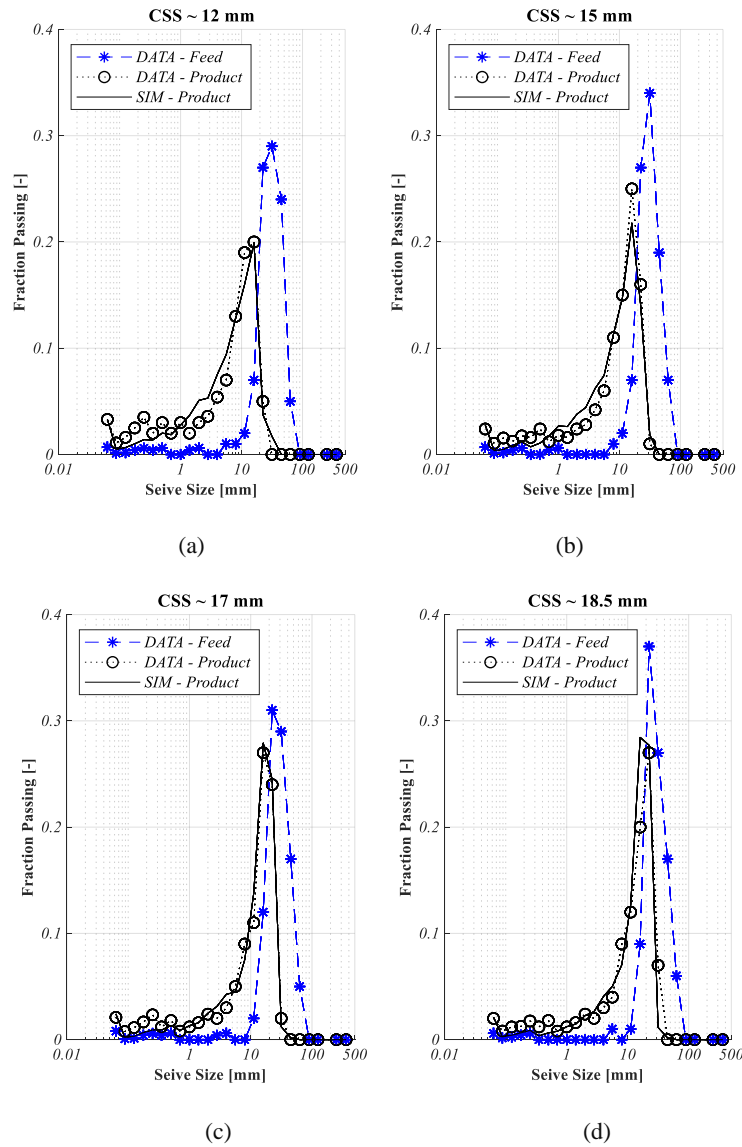 CSS ~ 12 mm
0.4
DATA - Feed
DATA - Product
SIM - Product
0.3
0.2
0.1
0
Fraction Passing [-]
0.01 1 10 100 500
Seive Size [mm]
(a)
CSS ~ 15 mm
0.4
DATA - Feed
DATA - Product
SIM - Product
0.3
0.2
0.1
0
Fraction Passing [-]
0.01 1 10 100 500
Seive Size [mm]
(b)
CSS ~ 17 mm
0.4
DATA - Feed
DATA - Product
SIM - Product
0.3
0.2
0.1
0
Fraction Passing [-]
0.01 1 10 100 500
Seive Size [mm]
(c)
CSS ~ 18.5 mm
0.4
DATA - Feed
DATA - Product
SIM - Product
0.3
0.2
0.1
0
Fraction Passing [-]
0.01 1 10 100 500
Seive Size [mm]
(d)